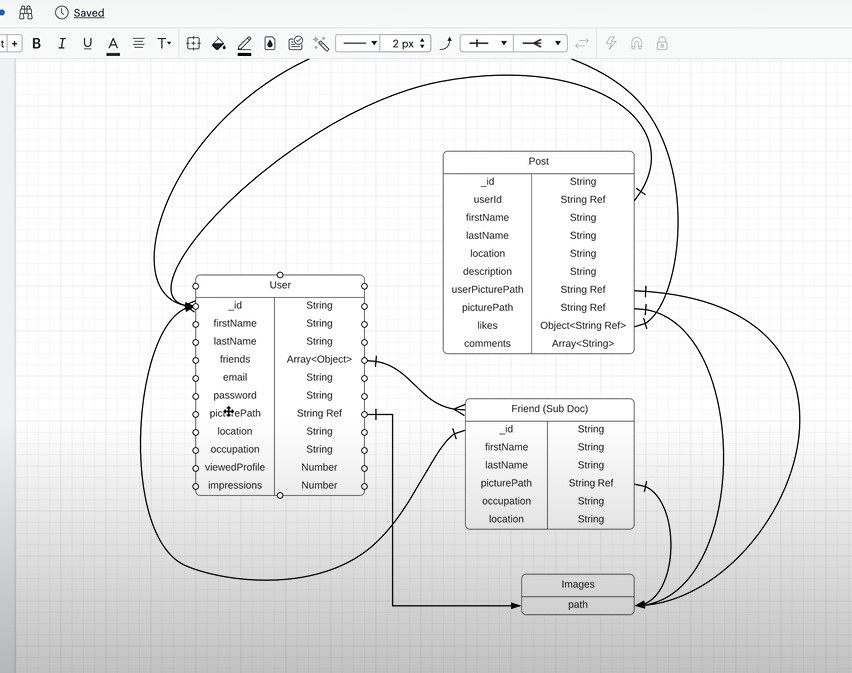 Saved
t + B I U A T 2 px
Post
_id String
userId String Ref
firstName String
lastName String
location String
description String
userPicturePath String Ref
picturePath String Ref
likes Object<String Ref>
comments Array<String>
User
_id String
firstName String
lastName String
friends Array<Object>
email String
password String
picturePath String Ref
location String
occupation String
viewedProfile Number
impressions Number
Friend (Sub Doc)
_id String
firstName String
lastName String
picturePath String Ref
occupation String
location String
Images
path